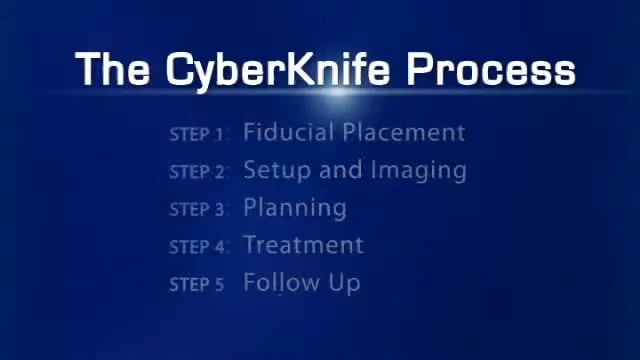 The CyberKnife Process
STEP 1: Fiducial Placement
STEP 2: Setup and Imaging
STEP 3: Planning
STEP 4: Treatment
STEP 5 Follow Up